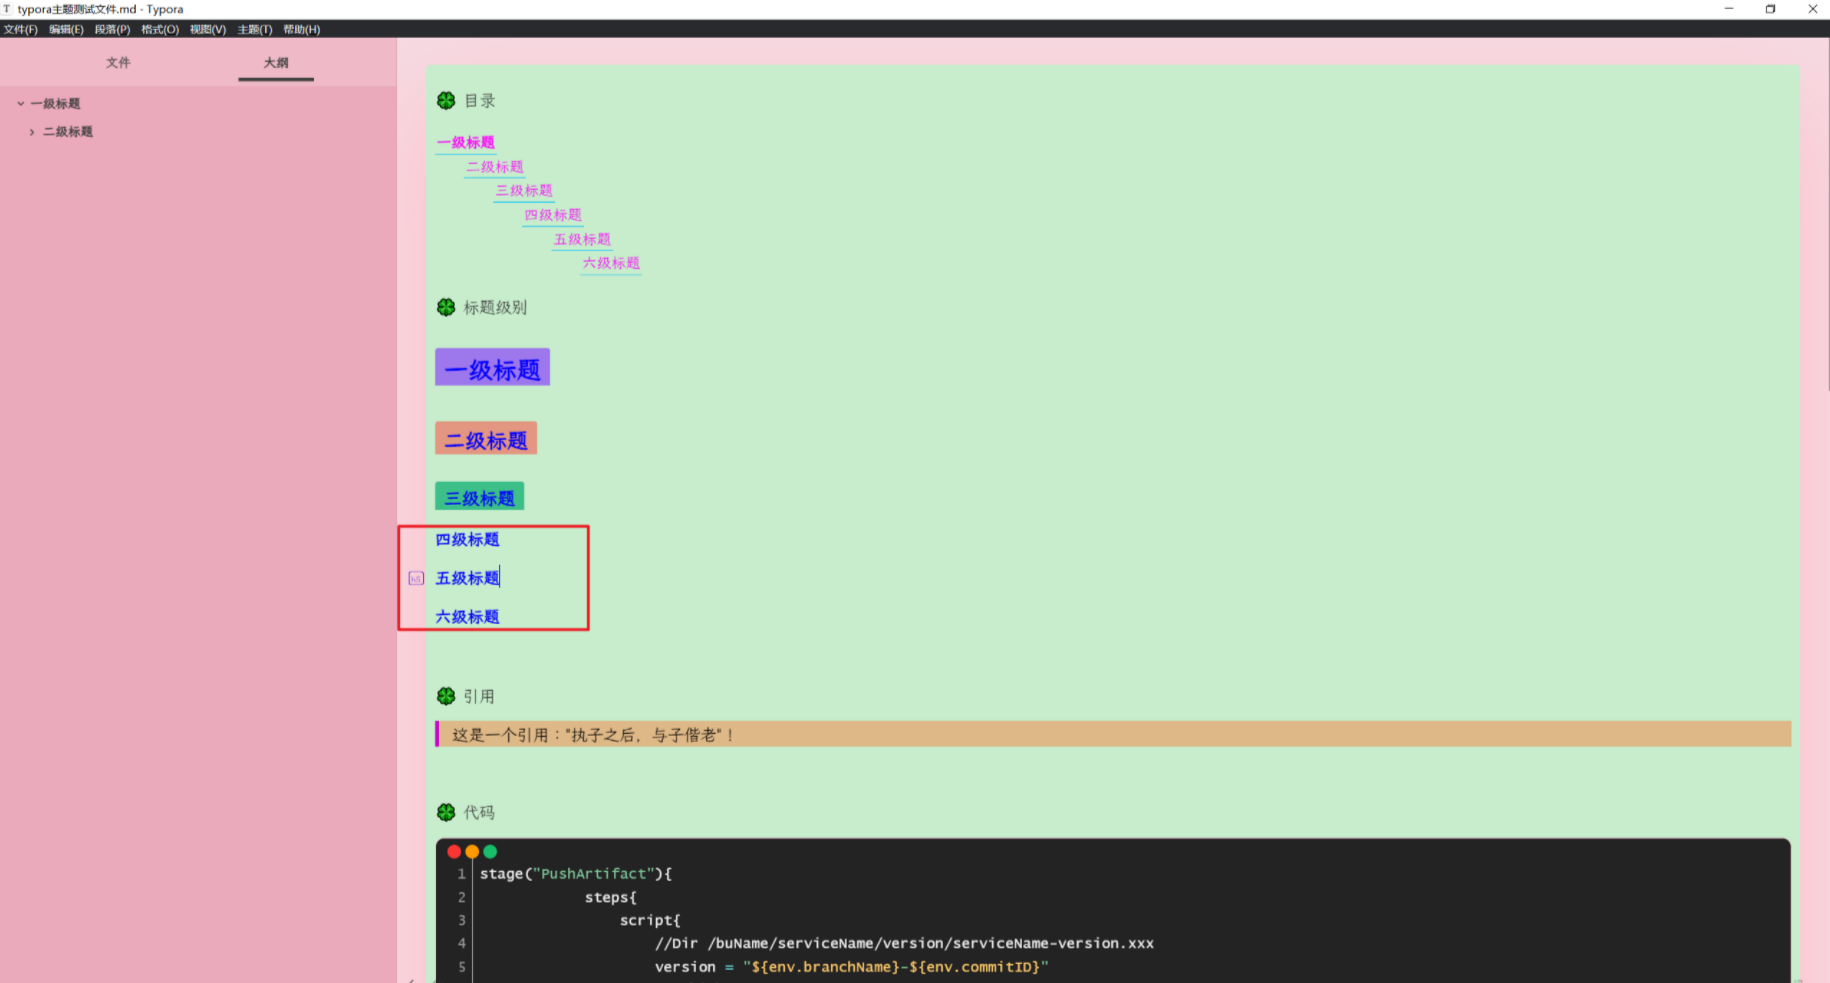 typora主题测试文件.md - Typora
文件(F) 编辑(E) 段落(P) 格式(O) 视图(V) 主题(T) 帮助(H)
文件 大纲
一级标题
二级标题
目录
一级标题
二级标题
三级标题
四级标题
五级标题
六级标题
标题级别
一级标题
二级标题
三级标题
四级标题
h5 五级标题
六级标题
引用
这是一个引用："执子之后，与子偕老"！
代码
1 stage("PushArtifact"){
2 steps{
3 script{
4 //Dir /buName/serviceName/version/serviceName-version.xxx
5 version = "${env.branchName}-${env.commitID}"